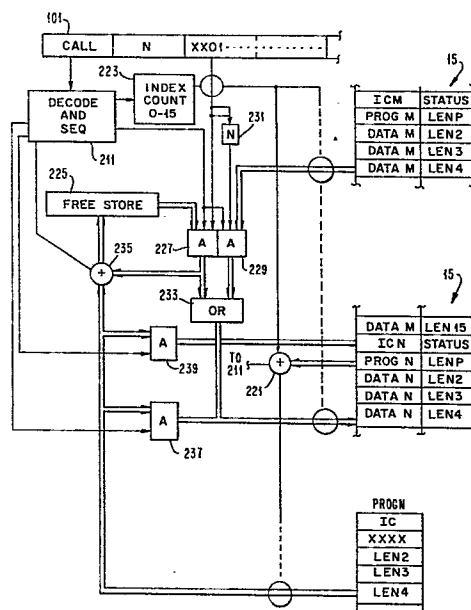 101
CALL N XX01
223
INDEX COUNT 0-15
DECODE AND SEQ
211
N
231
15
ICM STATUS
PROG M LENP
DATA M LEN2
DATA M LEN3
DATA M LEN4
225
FREE STORE
235
+
227
A A
229
233
OR
15
DATA M LEN15
ICN STATUS
PROG N LENP
DATA N LEN2
DATA N LEN3
DATA N LEN4
A
239
TO 211
+
221
A
237
PROGN
IC
XXXX
LEN2
LEN3
LEN4